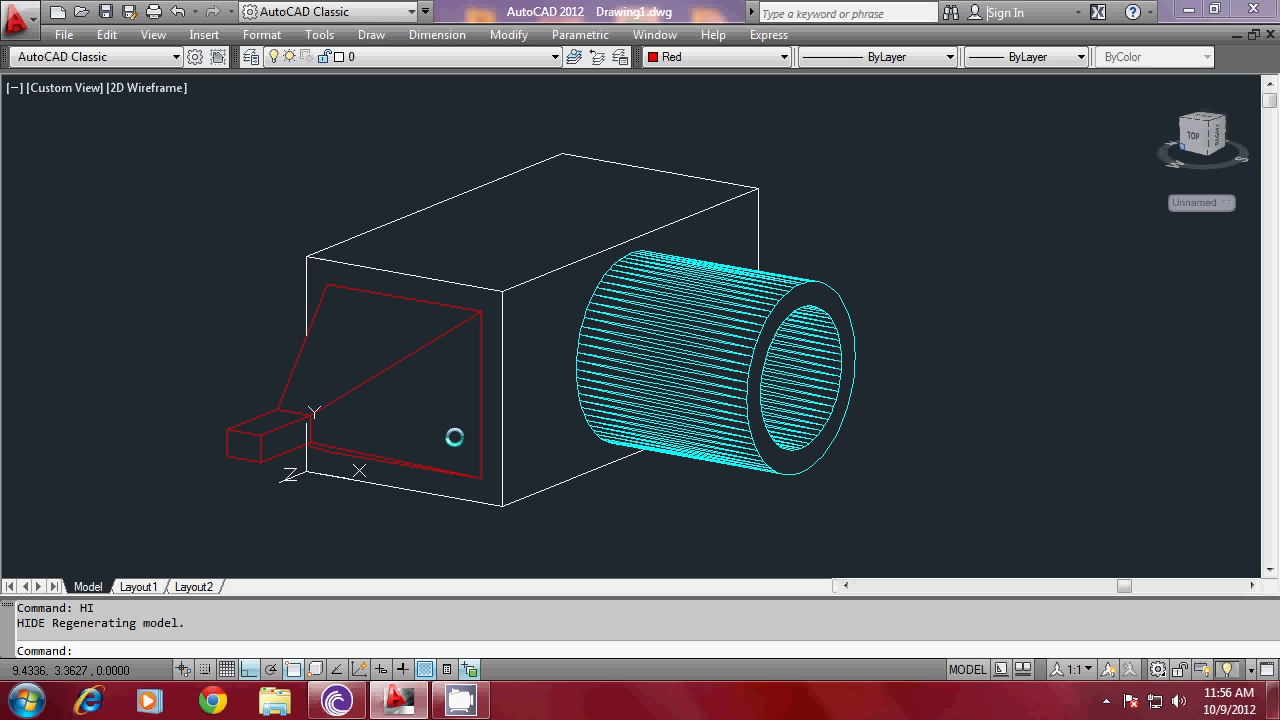 AutoCAD Classic
AutoCAD 2012 Drawing1.dwg
Type a keyword or phrase
Sign In
File Edit View Insert Format Tools Draw Dimension Modify Parametric Window Help Express
AutoCAD Classic
0
Red
ByLayer
ByLayer
ByColor
[−] [Custom View] [2D Wireframe]
TOP
N
S
W
Unnamed
Y
Z
X
Model Layout1 Layout2
Command: HI
HIDE Regenerating model.
Command:
9.4336, 3.3627, 0.0000
MODEL
1:1
11:56 AM
10/9/2012